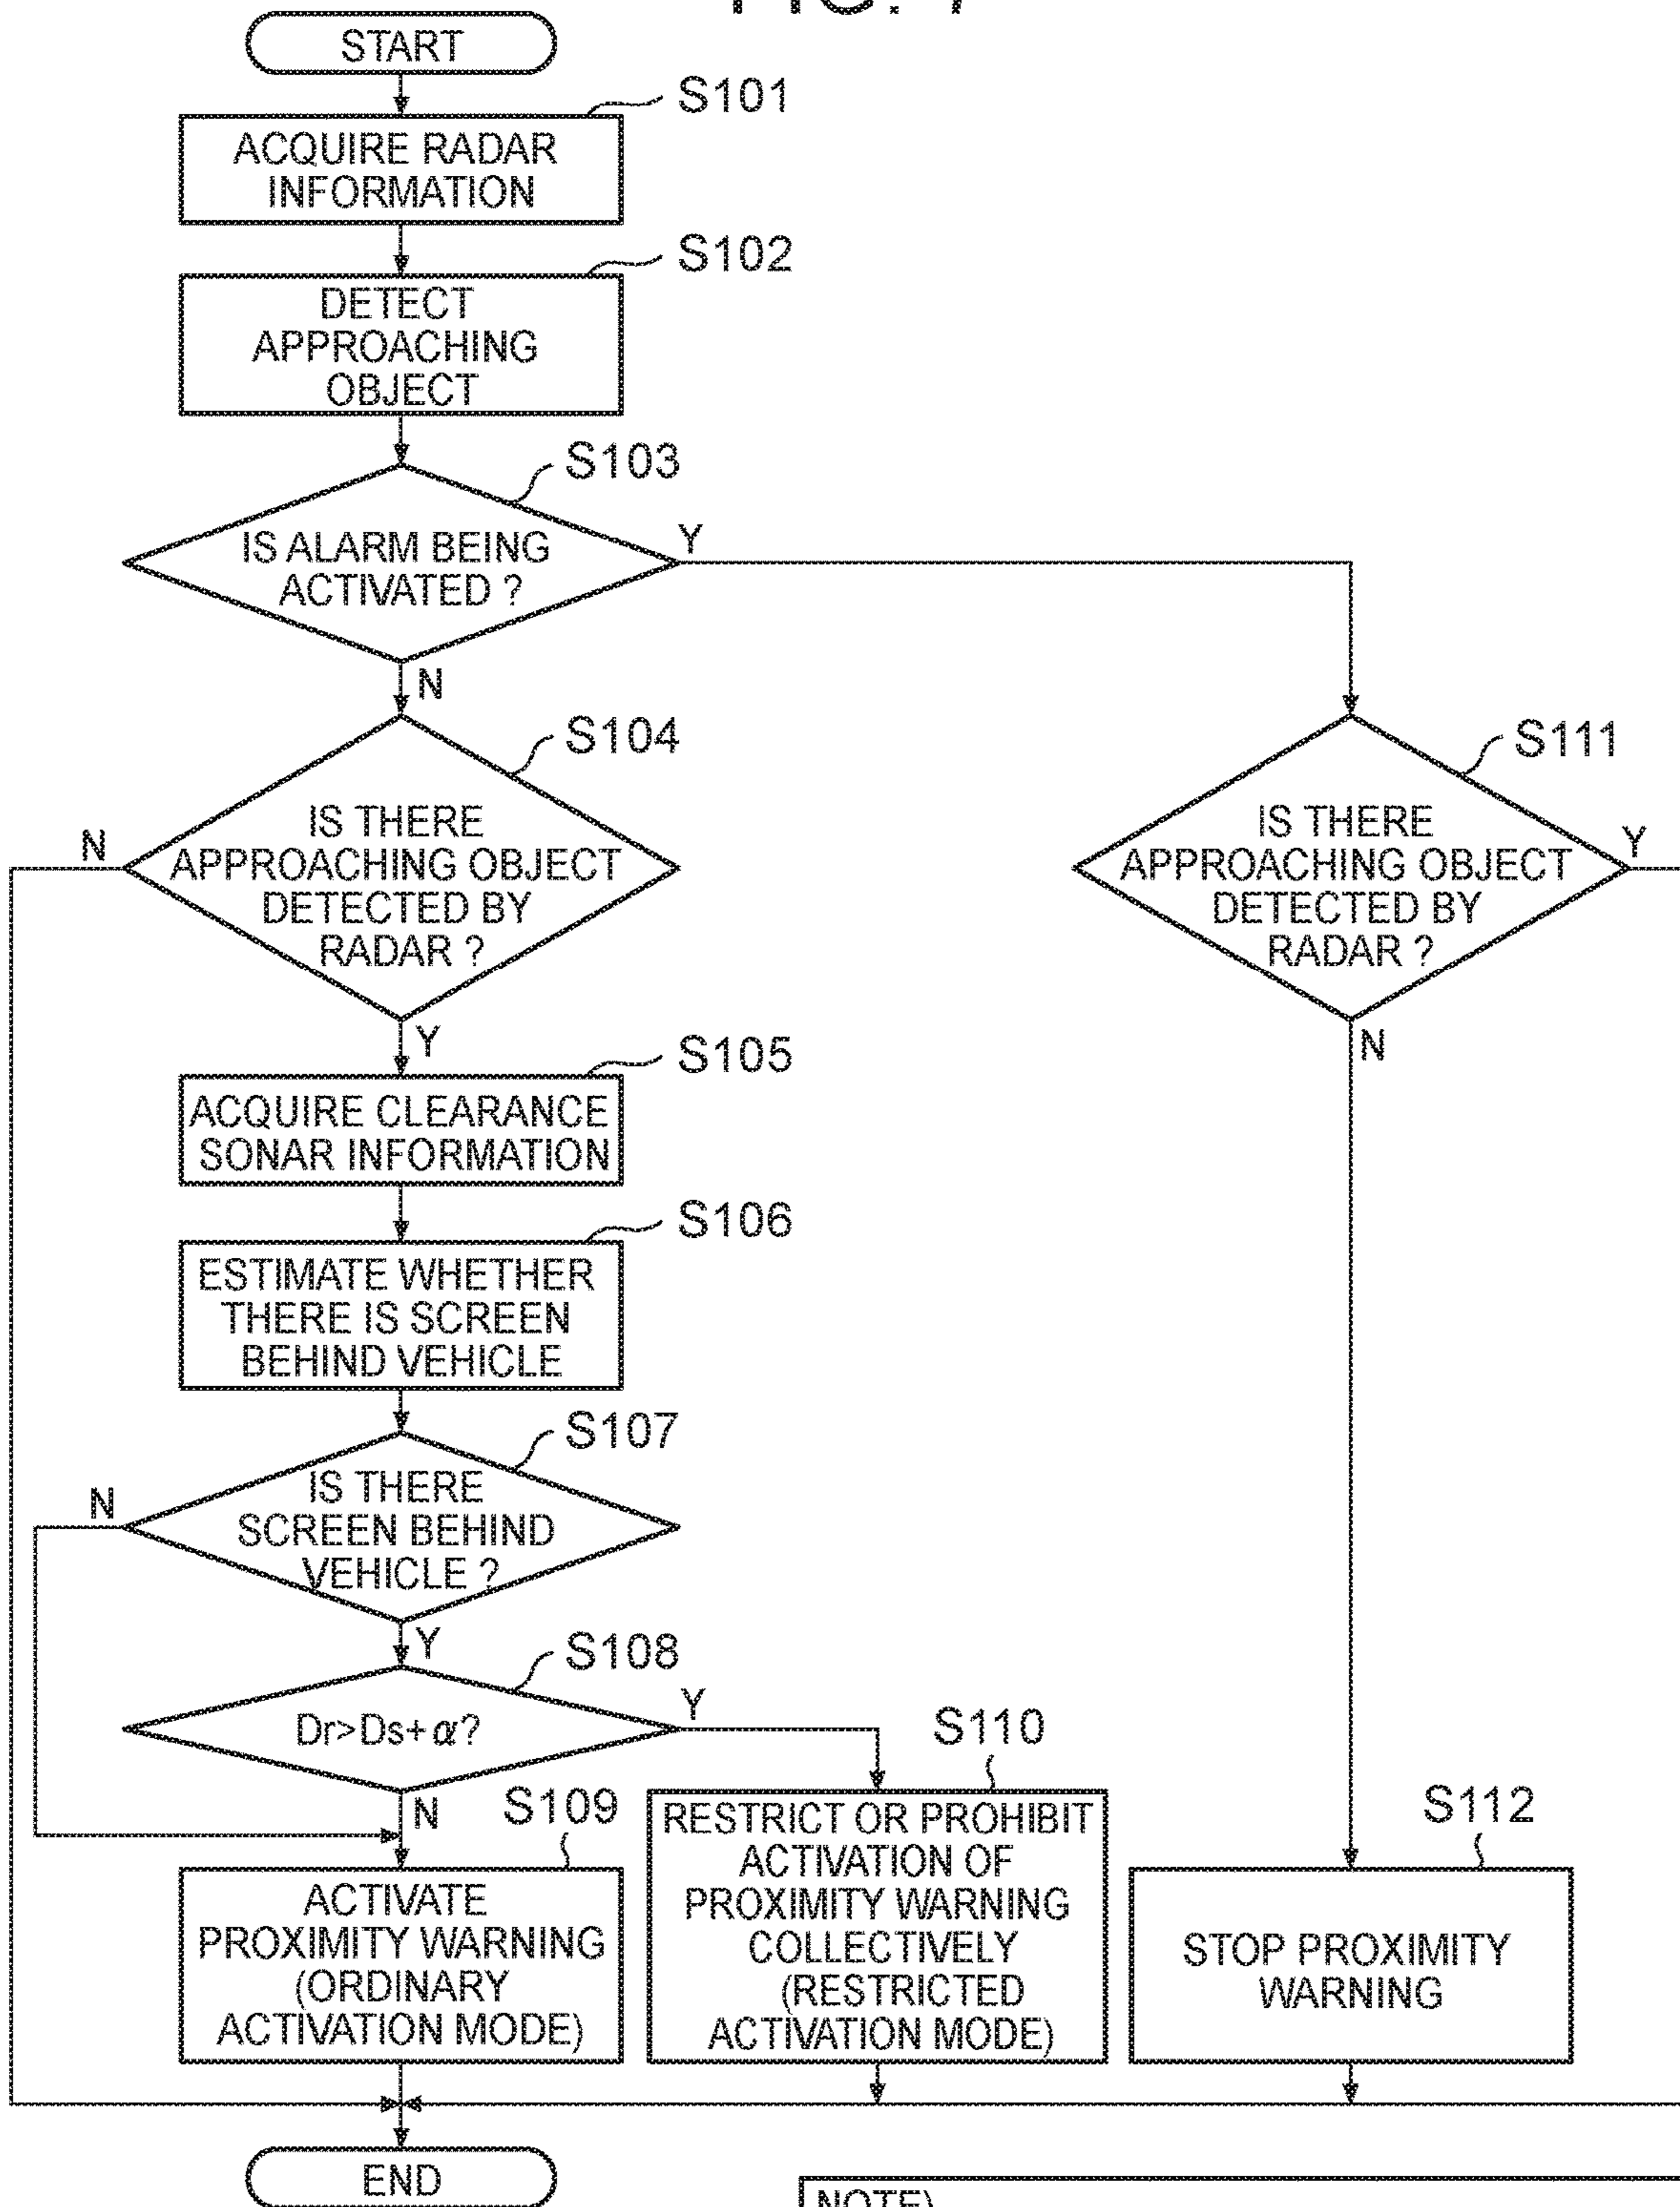 START
S101
ACQUIRE RADAR
INFORMATION
S102
DETECT
APPROACHING
OBJECT
S103
IS ALARM BEING
ACTIVATED ?
Y
N
S104
IS THERE
APPROACHING OBJECT
DETECTED BY
RADAR ?
N
Y
S111
IS THERE
APPROACHING OBJECT
DETECTED BY
RADAR ?
Y
N
S105
ACQUIRE CLEARANCE
SONAR INFORMATION
S106
ESTIMATE WHETHER
THERE IS SCREEN
BEHIND VEHICLE
S107
IS THERE
SCREEN BEHIND
VEHICLE ?
N
Y
S108
Dr>Ds+α?
Y
N
S109
ACTIVATE
PROXIMITY WARNING
(ORDINARY
ACTIVATION MODE)
S110
RESTRICT OR PROHIBIT
ACTIVATION OF
PROXIMITY WARNING
COLLECTIVELY
(RESTRICTED
ACTIVATION MODE)
S112
STOP PROXIMITY
WARNING
END
NOTE)